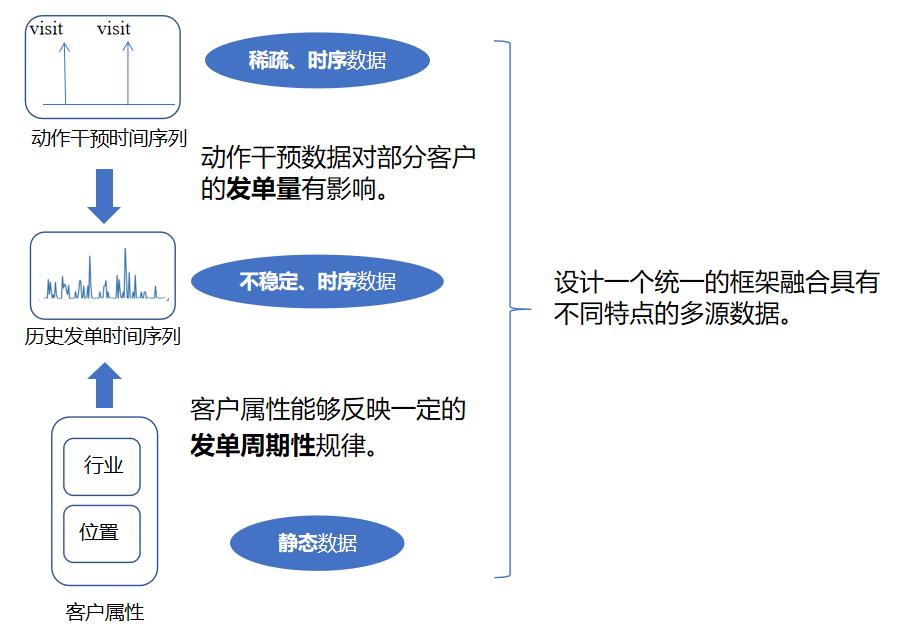 visit visit
动作干预时间序列
稀疏、时序数据
动作干预数据对部分客户
的发单量有影响。
历史发单时间序列
不稳定、时序数据
设计一个统一的框架融合具有
不同特点的多源数据。
客户属性能够反映一定的
发单周期性规律。
行业
位置
客户属性
静态数据